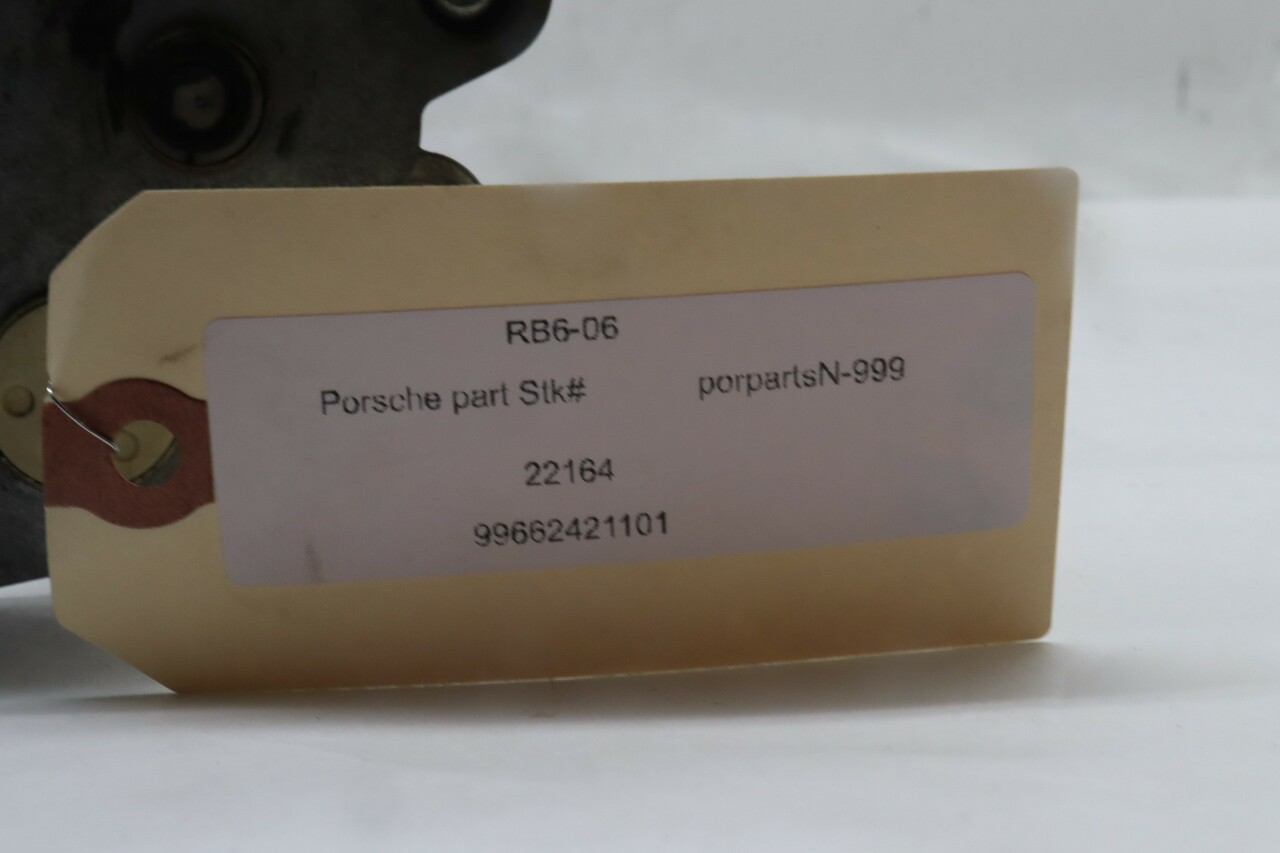 RB6-06
Porsche part Stk# porpartsN-999
22164
99662421101